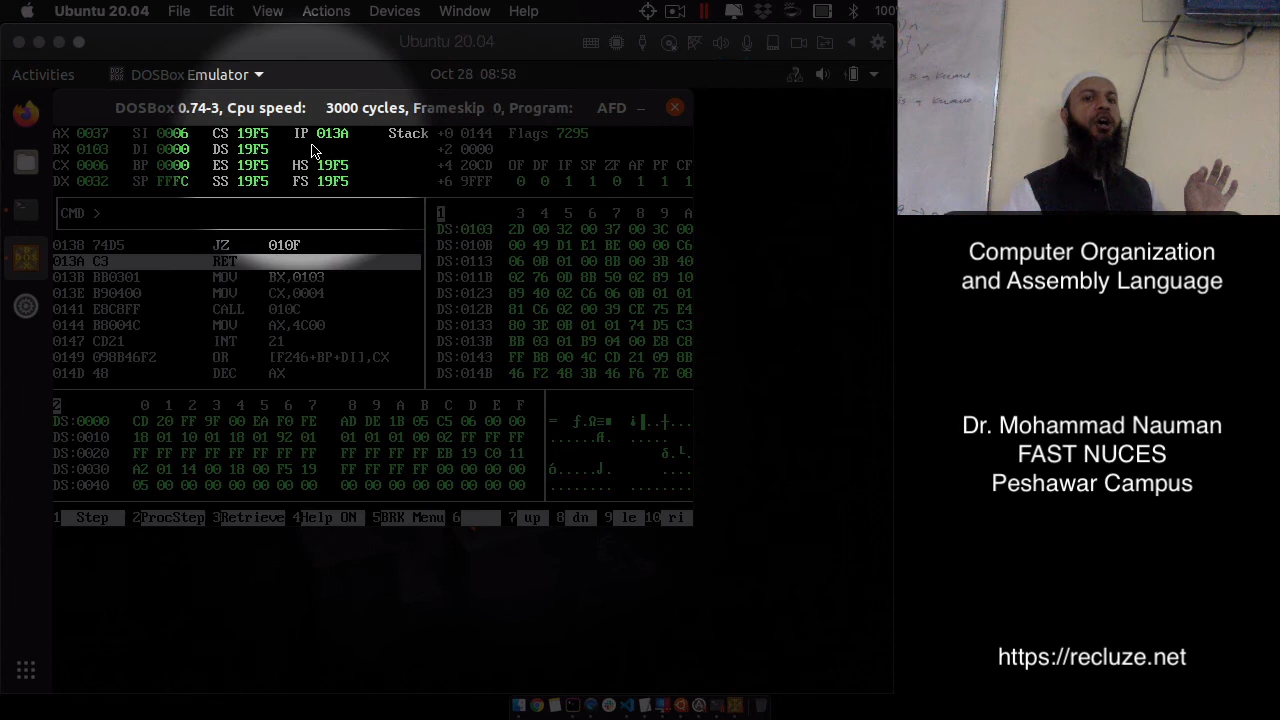 Ubuntu 20.04 File Edit View Actions Devices Window Help 100%
Ubuntu 20.04
Activities DOSBox Emulator Oct 28 08:58
DOSBox 0.74-3, Cpu speed: 3000 cycles, Frameskip 0, Program: AFD
AX 0037 SI 0006 CS 19F5 IP 013A Stack +0 0144 Flags 7295
BX 0103 DI 0000 DS 19F5 +2 0000
CX 0006 BP 0000 ES 19F5 HS 19F5 +4 20CD OF DF IF SF ZF AF PF CF
DX 0032 SP FFFC SS 19F5 FS 19F5 +6 9FFF 0 0 1 1 0 1 1 1
CMD > 1 3 4 5 6 7 8 9 A
DS:0103 2D 00 32 00 37 00 3C 00
0138 74D5 JZ 010F DS:010B 00 49 D1 E1 BE 00 00 C6
013A C3 RET DS:0113 06 0B 01 00 8B 00 3B 40
013B BB0301 MOV BX,0103 DS:011B 02 76 0D 8B 50 02 89 10
013E B90400 MOV CX,0004 DS:0123 89 40 02 C6 06 0B 01 01
0141 E8C8FF CALL 010C DS:012B 81 C6 02 00 39 CE 75 E4
0144 B8004C MOV AX,4C00 DS:0133 80 3E 0B 01 01 74 D5 C3
0147 CD21 INT 21 DS:013B BB 03 01 B9 04 00 E8 C8
0149 098B46F2 OR [F246+BP+DI],CX DS:0143 FF B8 00 4C CD 21 09 8B
014D 48 DEC AX DS:014B 46 F2 48 3B 46 F6 7E 08
2 0 1 2 3 4 5 6 7 8 9 A B C D E F
DS:0000 CD 20 FF 9F 00 EA F0 FE AD DE 1B 05 C5 06 00 00
DS:0010 18 01 10 01 18 01 92 01 01 01 01 00 02 FF FF FF
DS:0020 FF FF FF FF FF FF FF FF FF FF FF FF EB 19 C0 11
DS:0030 A2 01 14 00 18 00 F5 19 FF FF FF FF 00 00 00 00
DS:0040 05 00 00 00 00 00 00 00 00 00 00 00 00 00 00 00
1 Step 2 ProcStep 3 Retrieve 4 Help ON 5 BRK Menu 6 7 up 8 dn 9 le 10 ri
Computer Organization
and Assembly Language
Dr. Mohammad Nauman
FAST NUCES
Peshawar Campus
https://recluze.net